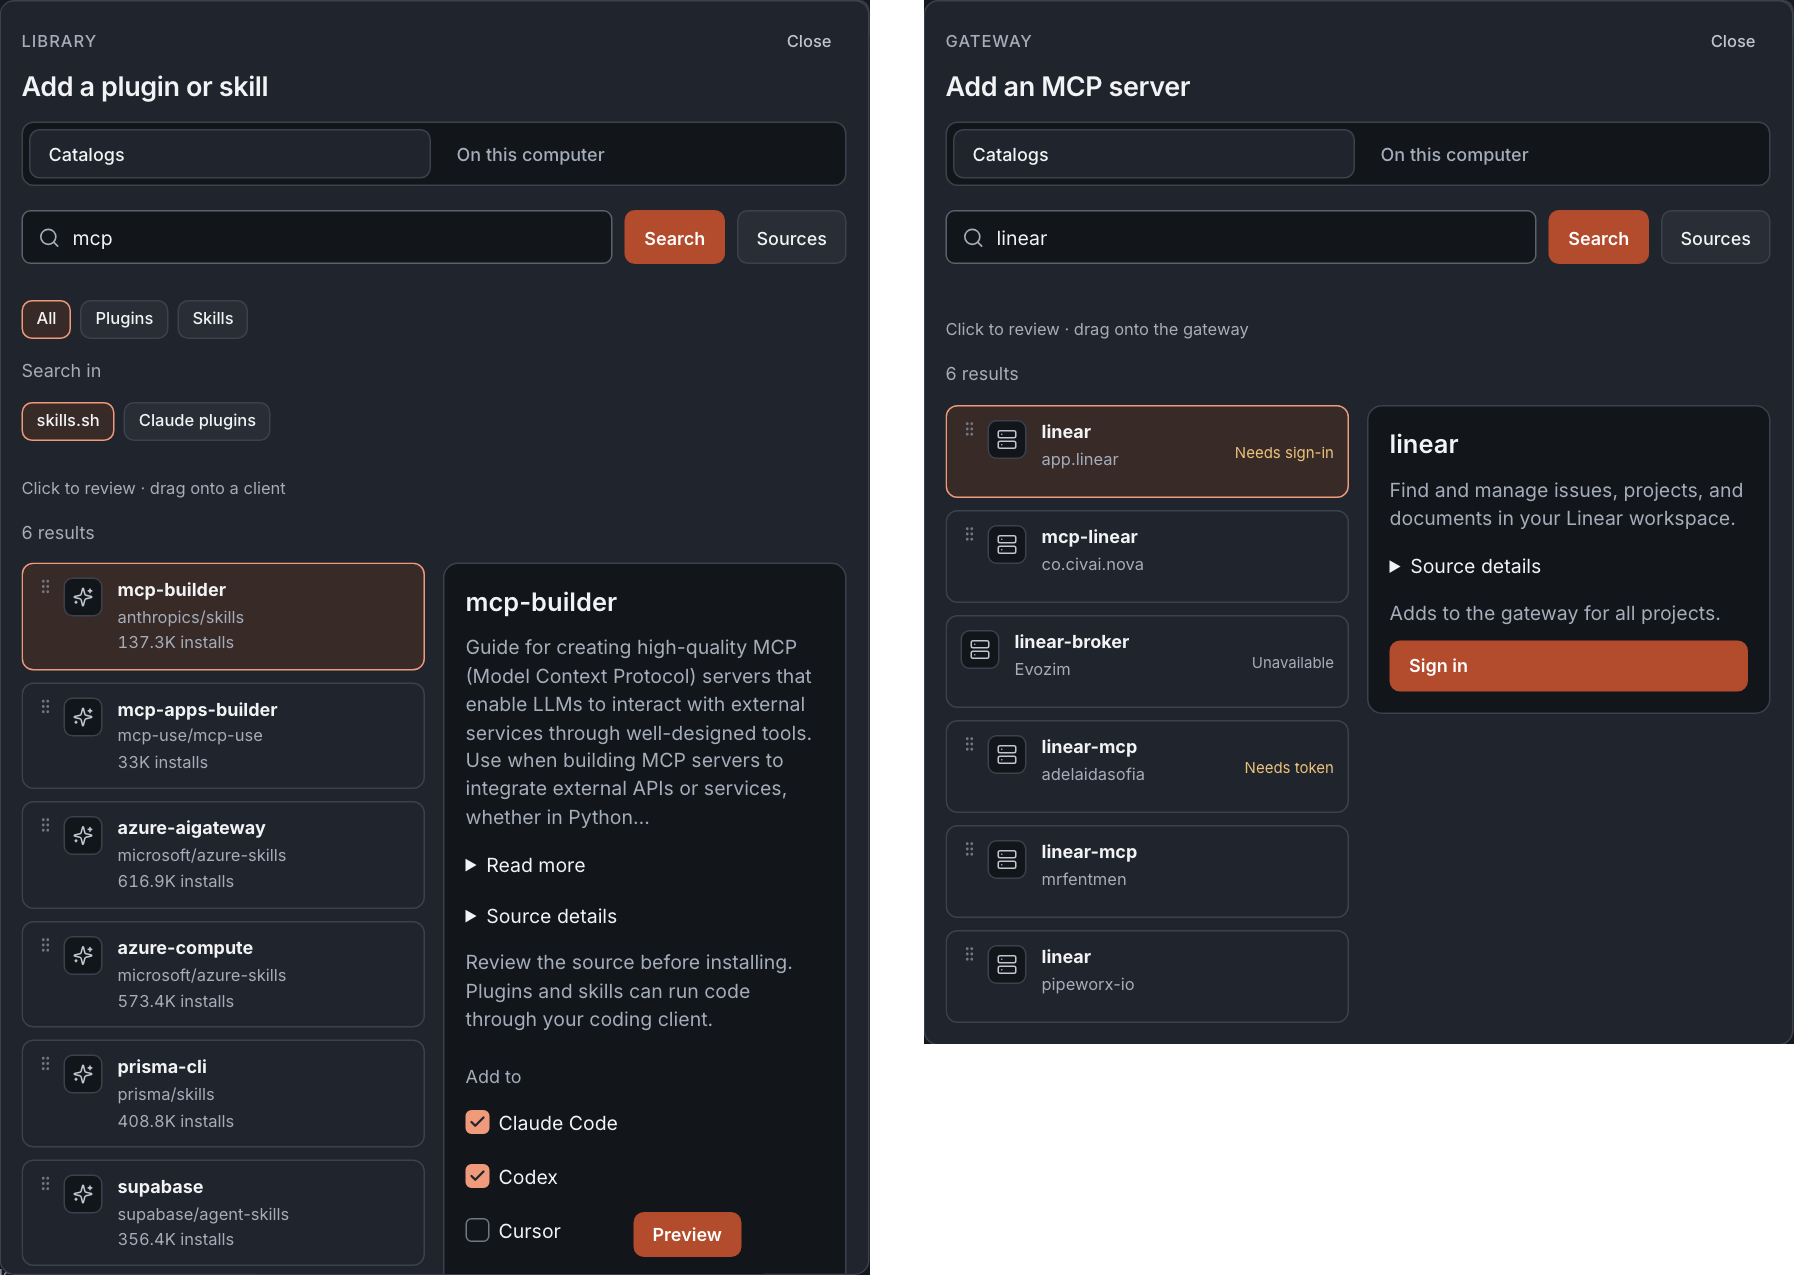 LIBRARY
Close
Add a plugin or skill
Catalogs
On this computer
mcp
Search
Sources
All
Plugins
Skills
Search in
skills.sh
Claude plugins
Click to review · drag onto a client
6 results
mcp-builder
anthropics/skills
137.3K installs
mcp-apps-builder
mcp-use/mcp-use
33K installs
azure-aigateway
microsoft/azure-skills
616.9K installs
azure-compute
microsoft/azure-skills
573.4K installs
prisma-cli
prisma/skills
408.8K installs
supabase
supabase/agent-skills
356.4K installs
mcp-builder
Guide for creating high-quality MCP
(Model Context Protocol) servers that
enable LLMs to interact with external
services through well-designed tools.
Use when building MCP servers to
integrate external APIs or services,
whether in Python...
Read more
Source details
Review the source before installing.
Plugins and skills can run code
through your coding client.
Add to
Claude Code
Codex
Cursor
Preview
GATEWAY
Close
Add an MCP server
Catalogs
On this computer
linear
Search
Sources
Click to review · drag onto the gateway
6 results
linear
app.linear
Needs sign-in
mcp-linear
co.civai.nova
linear-broker
Evozim
Unavailable
linear-mcp
adelaidasofia
Needs token
linear-mcp
mrfentmen
linear
pipeworx-io
linear
Find and manage issues, projects, and
documents in your Linear workspace.
Source details
Adds to the gateway for all projects.
Sign in